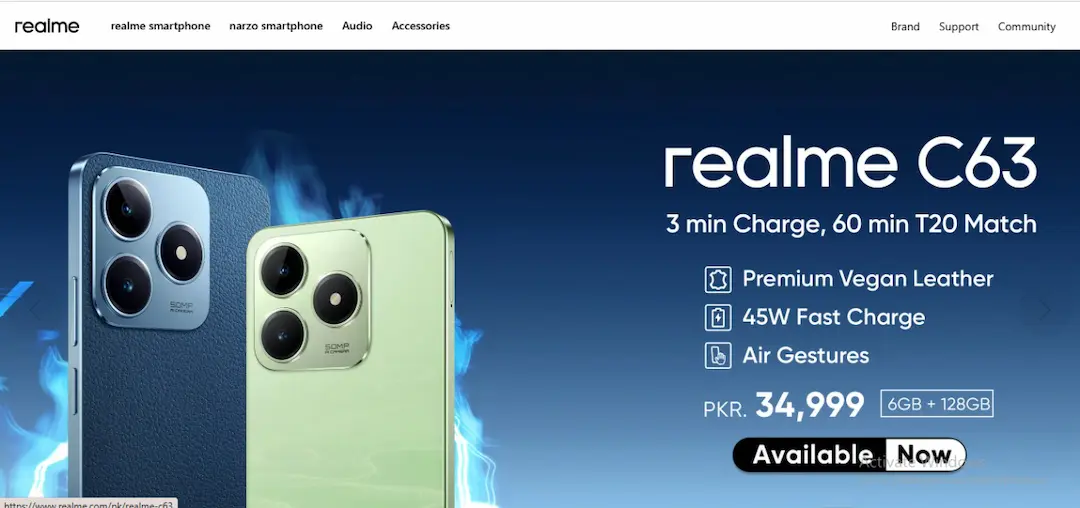 realme
realme smartphone narzo smartphone Audio Accessories
Brand Support Community
realme C63
3 min Charge, 60 min T20 Match
Premium Vegan Leather
45W Fast Charge
Air Gestures
PKR. 34,999 6GB + 128GB
Available Now
Activate Windo
50MP
AI CAMERA
50MP
AI CAMERA
https://www.realme.com/pk/realme-c63